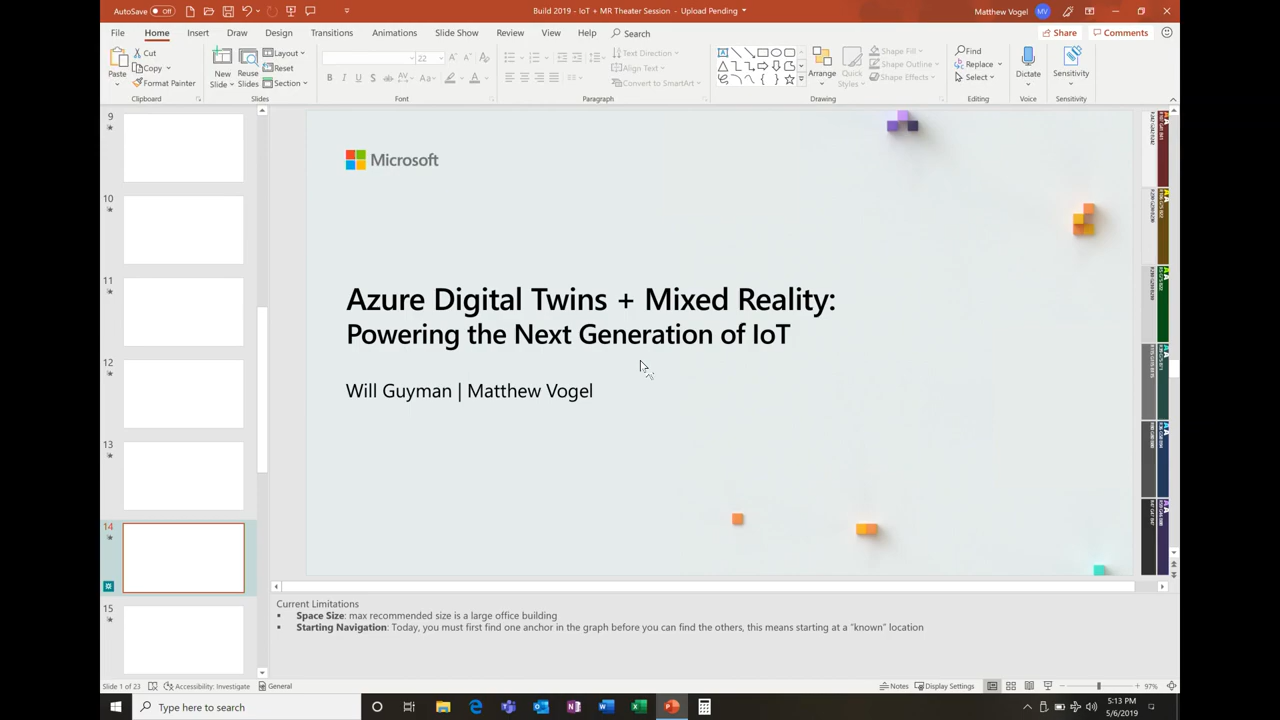 AutoSave Off
Build 2019 - IoT + MR Theater Session - Upload Pending
Matthew Vogel MV
File Home Insert Draw Design Transitions Animations Slide Show Review View Help Search
Share Comments
Paste
Cut
Copy
Format Painter
Clipboard
New Slide
Reuse Slides
Layout
Reset
Section
Slides
22
Font
Text Direction
Align Text
Convert to SmartArt
Paragraph
Arrange
Quick Styles
Shape Fill
Shape Outline
Shape Effects
Drawing
Find
Replace
Select
Editing
Dictate
Voice
Sensitivity
Sensitivity
9
10
11
12
13
14
15
Microsoft
Azure Digital Twins + Mixed Reality:
Powering the Next Generation of IoT
Will Guyman | Matthew Vogel
Current Limitations
Space Size: max recommended size is a large office building
Starting Navigation: Today, you must first find one anchor in the graph before you can find the others, this means starting at a “known” location
Slide 1 of 23 Accessibility: Investigate General Notes Display Settings 97%
Type here to search
5:13 PM
5/6/2019